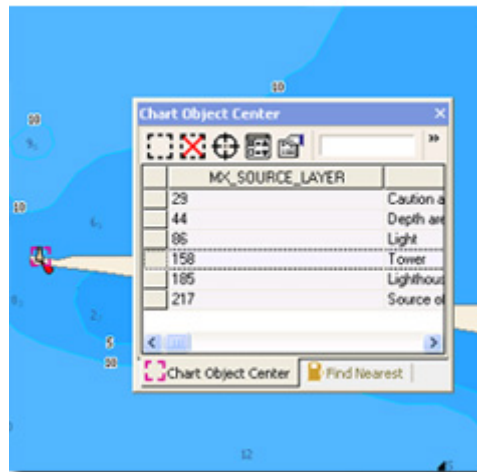 10
Chart Object Center
10
MX_SOURCE_LAYER
29 Caution a
44 Depth are
86 Light
158 Tower
185 Lighthous
217 Source o
10
5
10
Chart Object Center Find Nearest
12